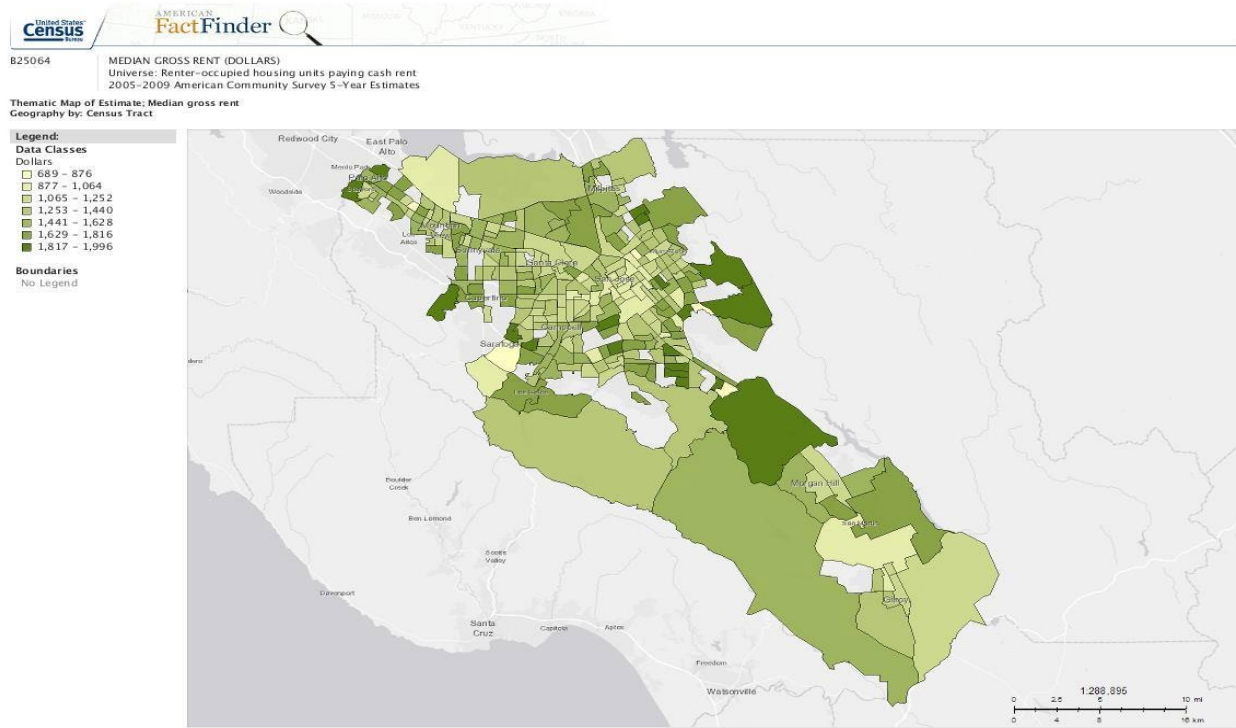 United States
Census
Bureau
AMERICAN
FactFinder
KENTUCKY
B25064
MEDIAN GROSS RENT (DOLLARS)
Universe: Renter-occupied housing units paying cash rent
2005-2009 American Community Survey 5-Year Estimates
Thematic Map of Estimate; Median gross rent
Geography by: Census Tract
Legend:
Data Classes
Dollars
689 - 876
877 - 1,064
1,065 - 1,252
1,253 - 1,440
1,441 - 1,628
1,629 - 1,816
1,817 - 1,996
Boundaries
No Legend
Redwood City
East Palo
Alto
Menlo Park
Palo Alto
Stanford
Woodside
Milpitas
Mountain
Los
Altos
Sunnyvale
Santa Clara
San Jose
Cupertino
Campbell
Saratoga
Los Gatos
Morgan Hill
Boulder
Creek
Ben Lomond
San Martin
Scotts
Valley
Davenport
Gilroy
Santa
Cruz
Capitola
Aptos
Freedom
Watsonville
1:288,895
0 2.5 5 10 mi
0 4 8 16 km